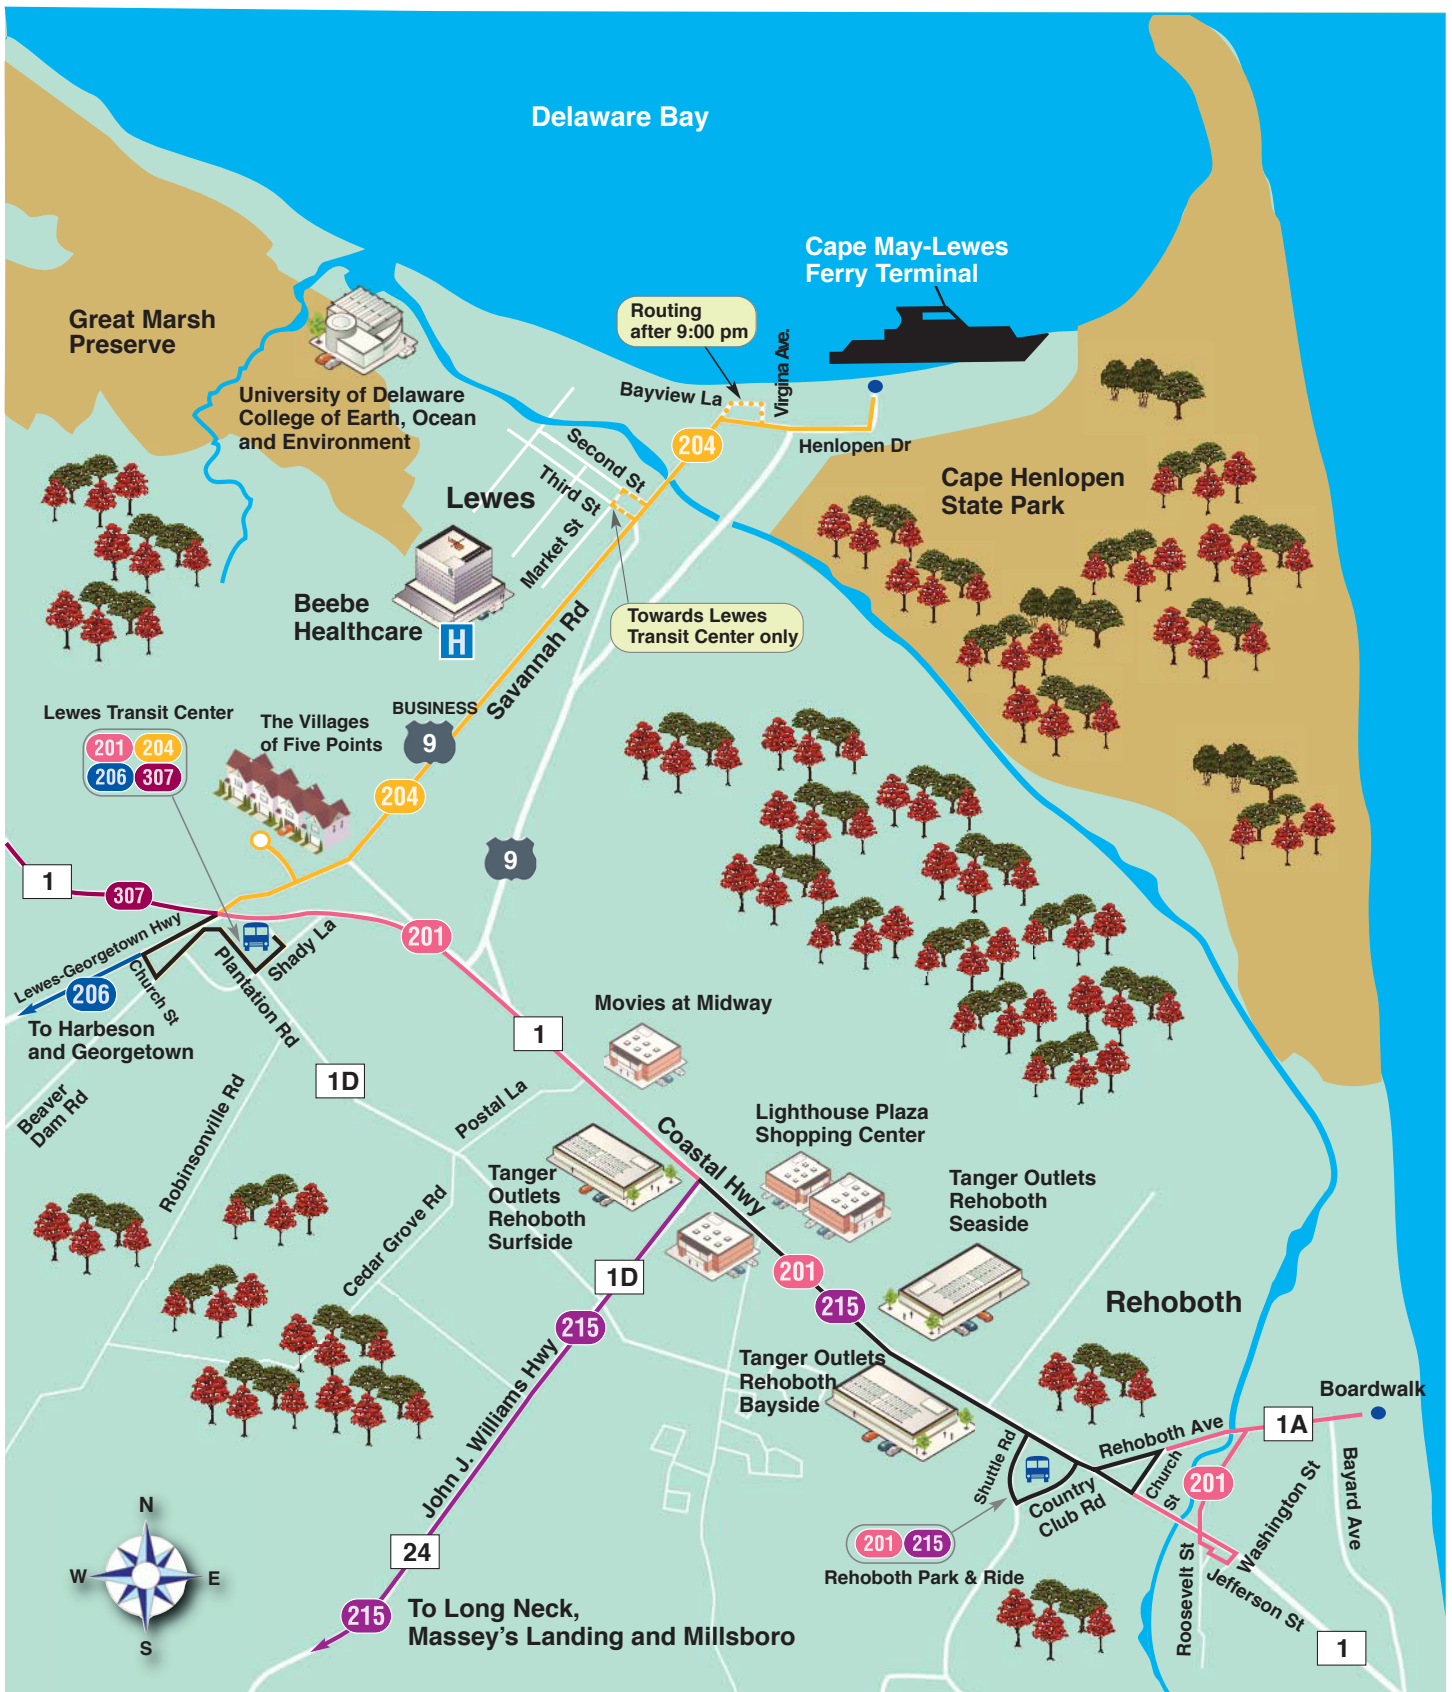 Delaware Bay
Cape May-Lewes
Ferry Terminal
Routing
after 9:00 pm
Great Marsh
Preserve
Virgina Ave.
Bayview La
University of Delaware
College of Earth, Ocean
and Environment
204
Henlopen Dr
Second St
Third St
Market St
Lewes
Cape Henlopen
State Park
Beebe
Healthcare
H
Towards Lewes
Transit Center only
Savannah Rd
Lewes Transit Center
201 204
206 307
The Villages
of Five Points
BUSINESS
9
204
9
1
307
Lewes-Georgetown Hwy
201
Shady La
Plantation Rd
Church St
206
To Harbeson
and Georgetown
Movies at Midway
1
1D
Beaver
Dam Rd
Robinsonville Rd
Postal La
Coastal Hwy
Lighthouse Plaza
Shopping Center
Tanger
Outlets
Rehoboth
Surfside
Tanger Outlets
Rehoboth
Seaside
Cedar Grove Rd
1D
201
215
215
Rehoboth
Tanger Outlets
Rehoboth
Bayside
John J. Williams Hwy
Boardwalk
1A
Rehoboth Ave
Shuttle Rd
Church
St
201
Country
Club Rd
Washington St
Bayard Ave
N
W
E
S
24
201 215
Rehoboth Park & Ride
Roosevelt St
Jefferson St
215
To Long Neck,
Massey's Landing and Millsboro
1